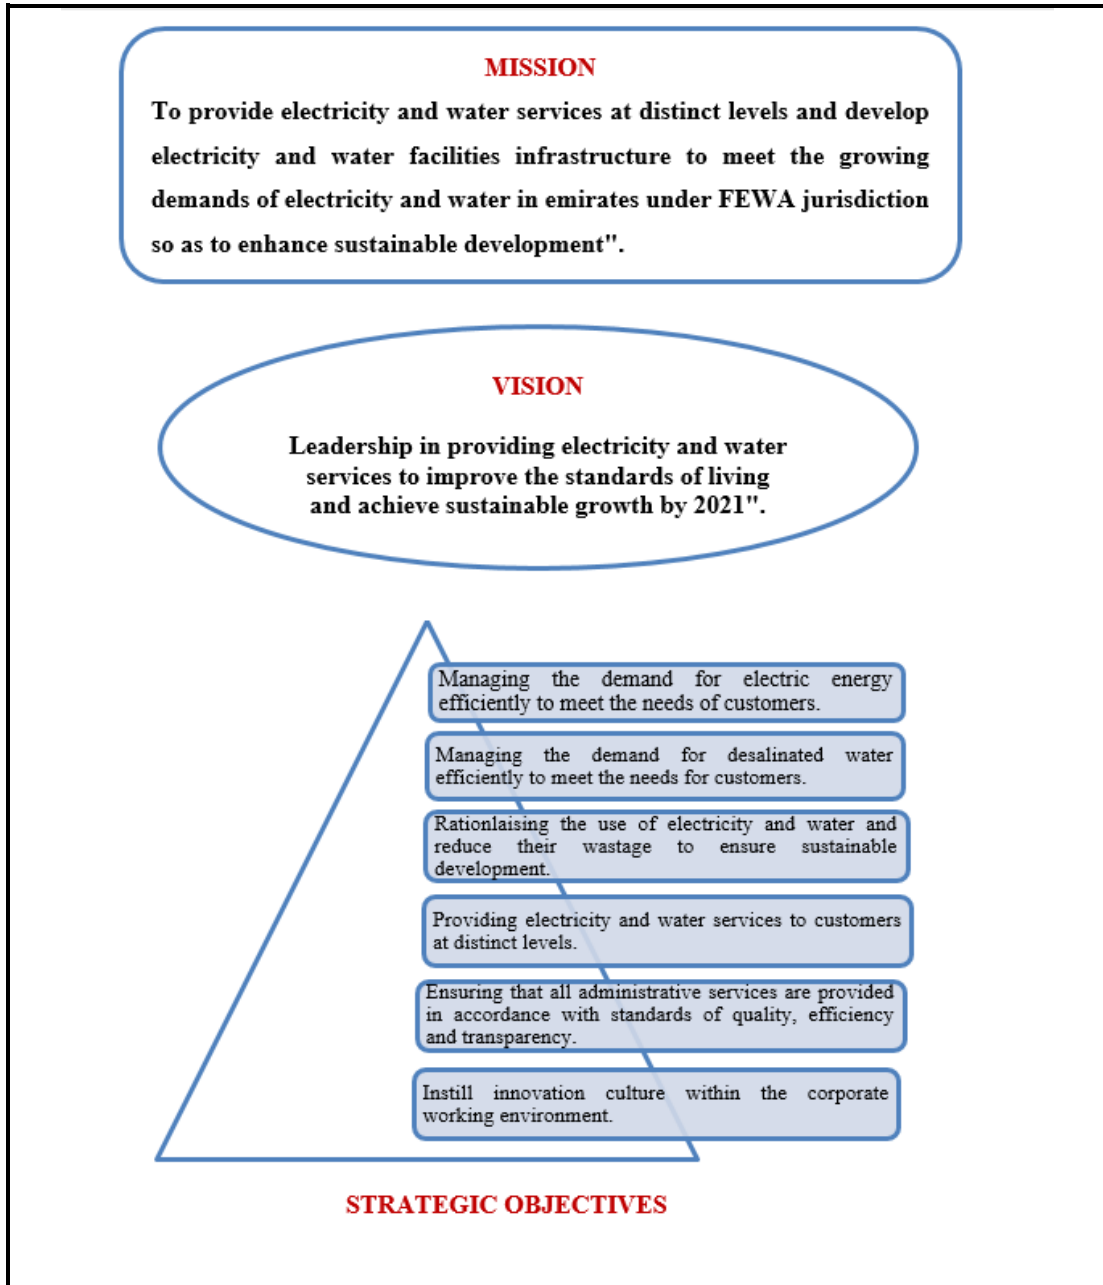 MISSION
To provide electricity and water services at distinct levels and develop
electricity and water facilities infrastructure to meet the growing
demands of electricity and water in emirates under FEWA jurisdiction
so as to enhance sustainable development".
VISION
Leadership in providing electricity and water
services to improve the standards of living
and achieve sustainable growth by 2021".
Managing the demand for electric energy
efficiently to meet the needs of customers.
Managing the demand for desalinated water
efficiently to meet the needs for customers.
Rationlaising the use of electricity and water and
reduce their wastage to ensure sustainable
development.
Providing electricity and water services to customers
at distinct levels.
Ensuring that all administrative services are provided
in accordance with standards of quality, efficiency
and transparency.
Instill innovation culture within the corporate
working environment.
STRATEGIC OBJECTIVES